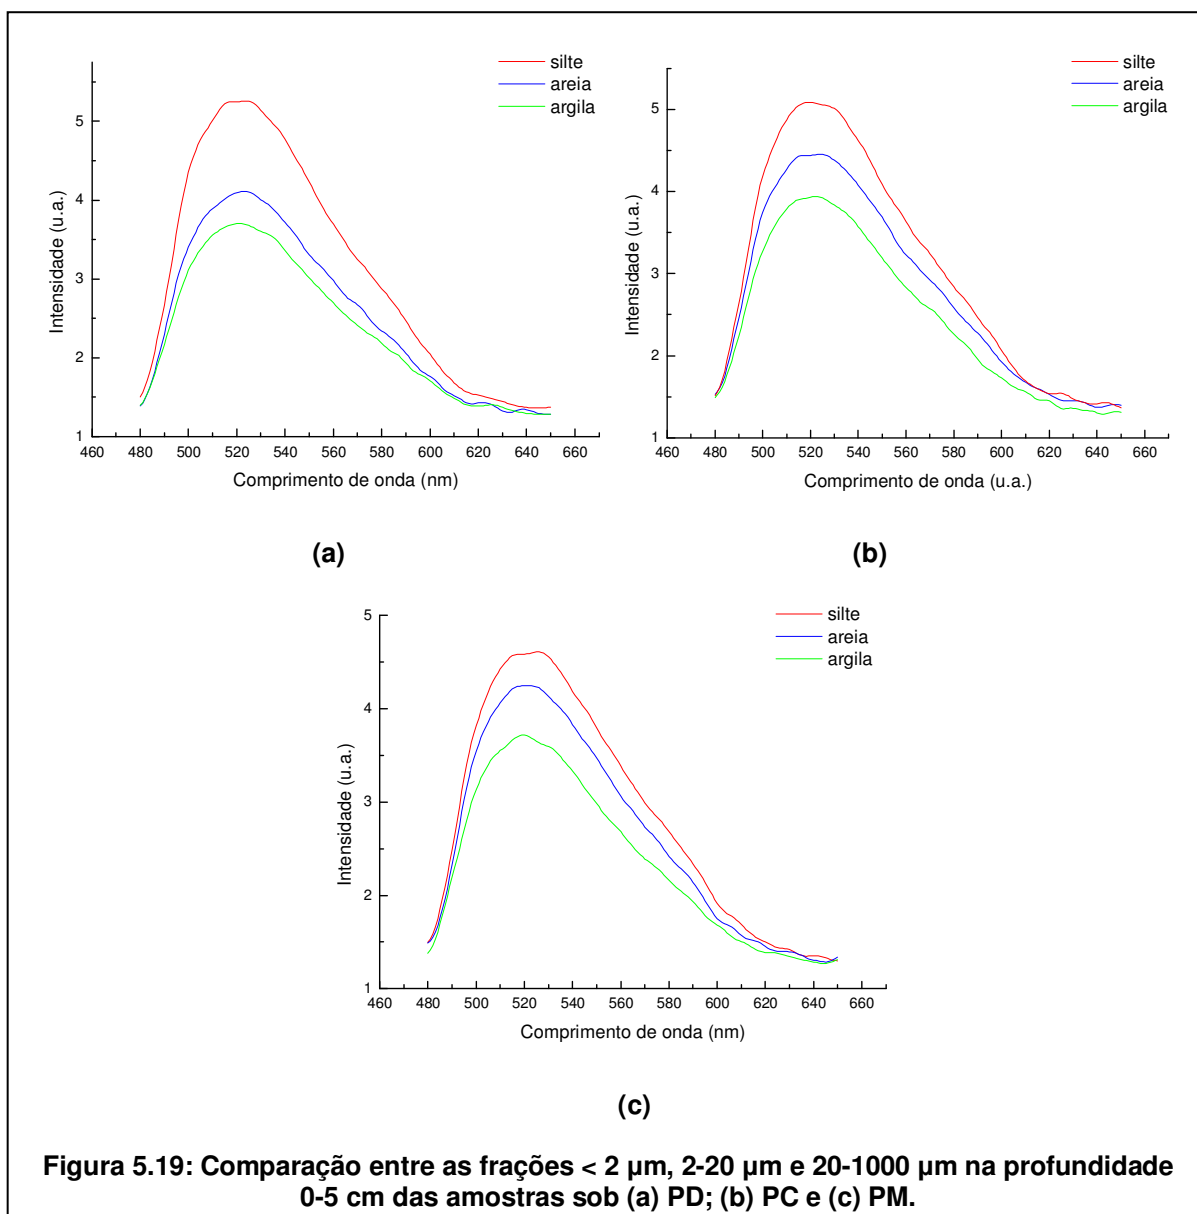 silte
areia
argila
5
4
3
2
1
460 480 500 520 540 560 580 600 620 640 660
Intensidade (u.a.)
Comprimento de onda (nm)
(a)
silte
areia
argila
5
4
3
2
1
460 480 500 520 540 560 580 600 620 640 660
Intensidade (u.a.)
Comprimento de onda (u.a.)
(b)
silte
areia
argila
5
4
3
2
1
460 480 500 520 540 560 580 600 620 640 660
Intensidade (u.a.)
Comprimento de onda (nm)
(c)
Figura 5.19: Comparação entre as frações < 2 µm, 2-20 µm e 20-1000 µm na profundidade
0-5 cm das amostras sob (a) PD; (b) PC e (c) PM.